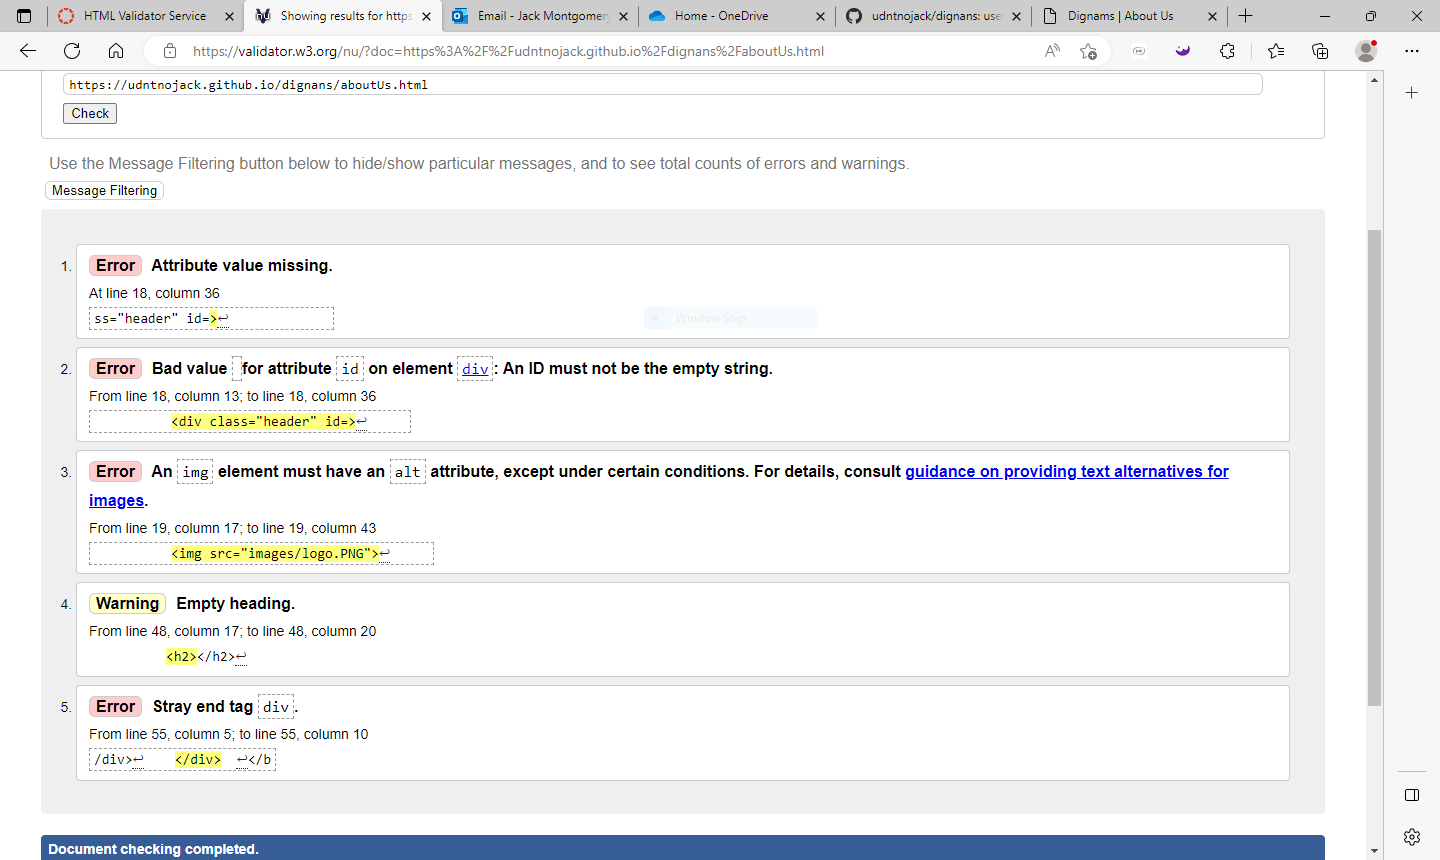 HTML Validator Service
Showing results for https
Email - Jack Montgomery
Home - OneDrive
udntnojack/dignans: use
Dignams | About Us
https://validator.w3.org/nu/?doc=https%3A%2F%2Fudntnojack.github.io%2Fdignans%2FaboutUs.html
https://udntnojack.github.io/dignans/aboutUs.html
Check
Use the Message Filtering button below to hide/show particular messages, and to see total counts of errors and warnings.
Message Filtering
1. Error Attribute value missing.
At line 18, column 36
ss="header" id=>↩
Window Snip
2. Error Bad value for attribute id on element div: An ID must not be the empty string.
From line 18, column 13; to line 18, column 36
<div class="header" id=>↩
3. Error An img element must have an alt attribute, except under certain conditions. For details, consult guidance on providing text alternatives for
images.
From line 19, column 17; to line 19, column 43
<img src="images/logo.PNG">↩
4. Warning Empty heading.
From line 48, column 17; to line 48, column 20
<h2></h2>↩
5. Error Stray end tag div.
From line 55, column 5; to line 55, column 10
/div>↩ </div> ↩</b
Document checking completed.